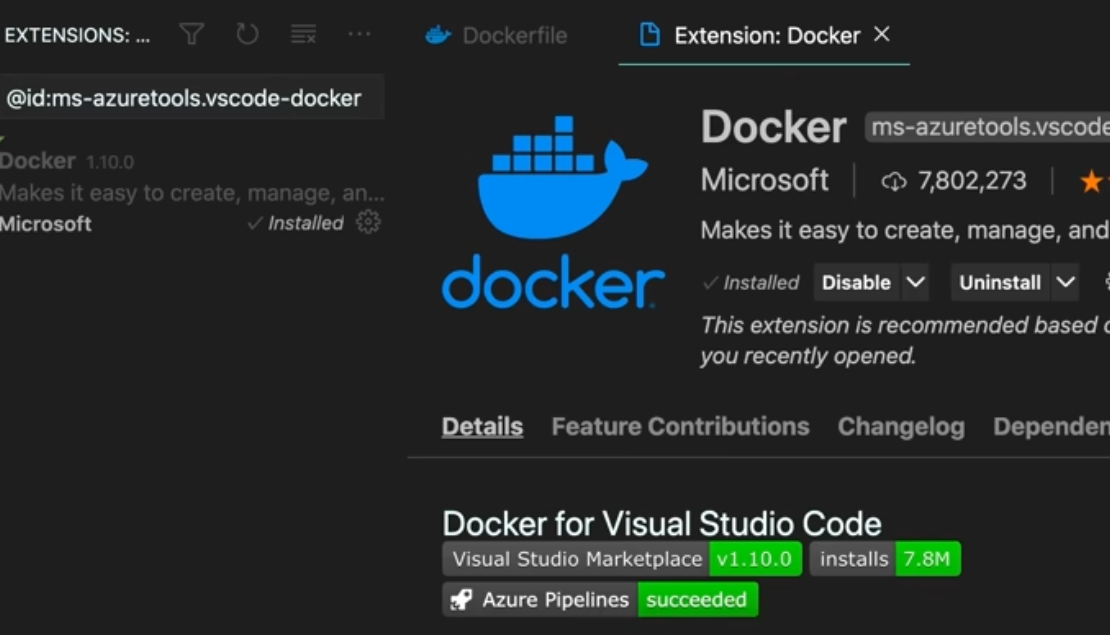 EXTENSIONS: ...
Dockerfile
Extension: Docker
@id:ms-azuretools.vscode-docker
Docker 1.10.0
Makes it easy to create, manage, an...
Microsoft
Installed
docker
Docker ms-azuretools.vscode
Microsoft
7,802,273
Makes it easy to create, manage, and
Installed
Disable
Uninstall
This extension is recommended based
you recently opened.
Details
Feature Contributions
Changelog
Dependen
Docker for Visual Studio Code
Visual Studio Marketplace v1.10.0
installs 7.8M
Azure Pipelines succeeded